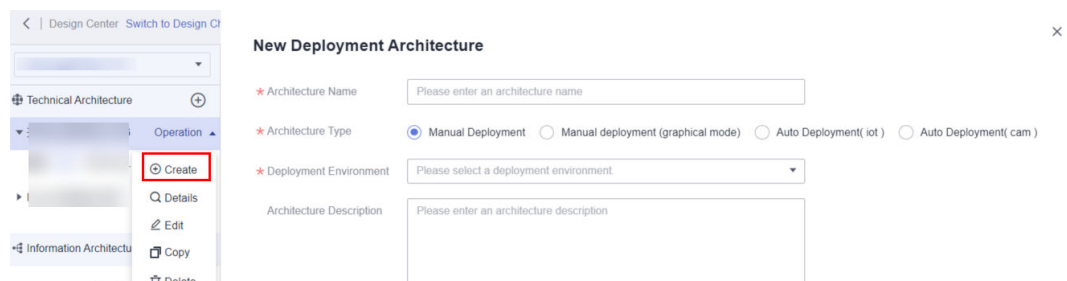 Design Center Switch to Design Ch
New Deployment Architecture
Technical Architecture
* Architecture Name Please enter an architecture name
Operation
* Architecture Type Manual Deployment Manual deployment (graphical mode) Auto Deployment( iot ) Auto Deployment( cam )
Create
* Deployment Environment Please select a deployment environment.
Details
Architecture Description Please enter an architecture description
Edit
Information Architectu
Copy
Delete